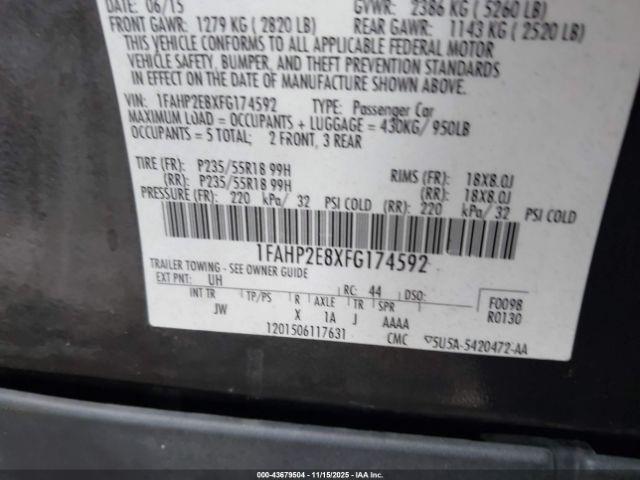 DATE: 06/15 GVWR: 2386 KG ( 5260 LB)
FRONT GAWR: 1279 KG ( 2820 LB) REAR GAWR: 1143 KG ( 2520 LB)
THIS VEHICLE CONFORMS TO ALL APPLICABLE FEDERAL MOTOR
VEHICLE SAFETY, BUMPER, AND THEFT PREVENTION STANDARDS
IN EFFECT ON THE DATE OF MANUFACTURE SHOWN ABOVE.
VIN: 1FAHP2E8XFG174592 TYPE: Passenger Car
MAXIMUM LOAD = OCCUPANTS + LUGGAGE = 430KG/ 950LB
OCCUPANTS = 5 TOTAL; 2 FRONT, 3 REAR
TIRE (FR): P235/55R18 99H RIMS (FR): 18X8.0J
(RR): P235/55R18 99H (RR): 18X8.0J
PRESSURE (FR): 220 kPa/ 32 PSI COLD (RR): 220 kPa/ 32 PSI COLD
1FAHP2E8XFG174592
TRAILER TOWING - SEE OWNER GUIDE
EXT PNT: UH RC: 44 DSO: F0098
INT TR TP/PS R AXLE TR SPR R0130
JW X 1A J AAAA
1201506117631 CMC 5U5A-5420472-AA
000-43679504 - 11/15/2025 - IAA Inc.